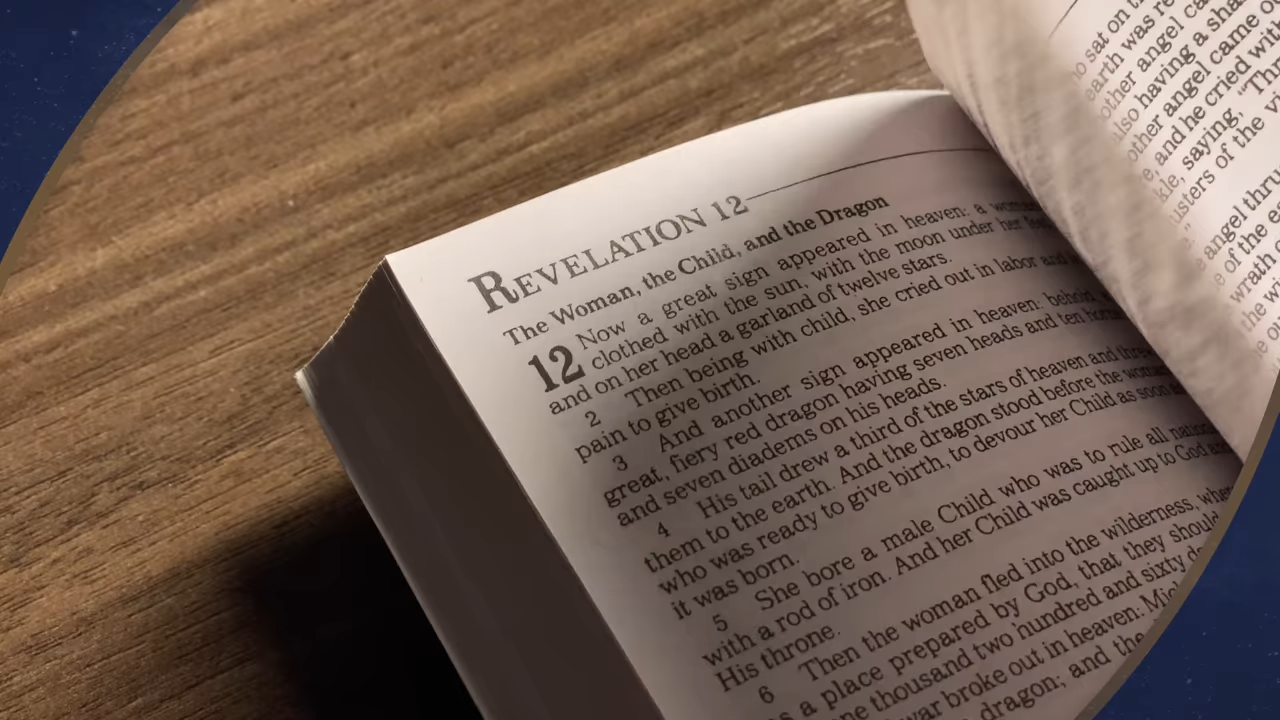 REVELATION 12
The Woman, the Child, and the Dragon
12 Now a great sign appeared in heaven: a woman
clothed with the sun, with the moon under her feet,
and on her head a garland of twelve stars.
2 Then being with child, she cried out in labor and
pain to give birth.
3 And another sign appeared in heaven: behold,
great, fiery red dragon having seven heads and ten horns
and seven diadems on his heads.
4 His tail drew a third of the stars of heaven and threw
them to the earth. And the dragon stood before the woman
who was ready to give birth, to devour her Child as soon
it was born.
5 She bore a male Child who was to rule all nations
with a rod of iron. And her Child was caught up to God and
His throne.
6 Then the woman fled into the wilderness, where
a place prepared by God, that they should
one thousand two hundred and sixty
war broke out in heaven:
dragon; and the
sat on
earth was
other angel
also having a
other angel came
and he cried with
saying,
of the
angel
of the
wrath
the